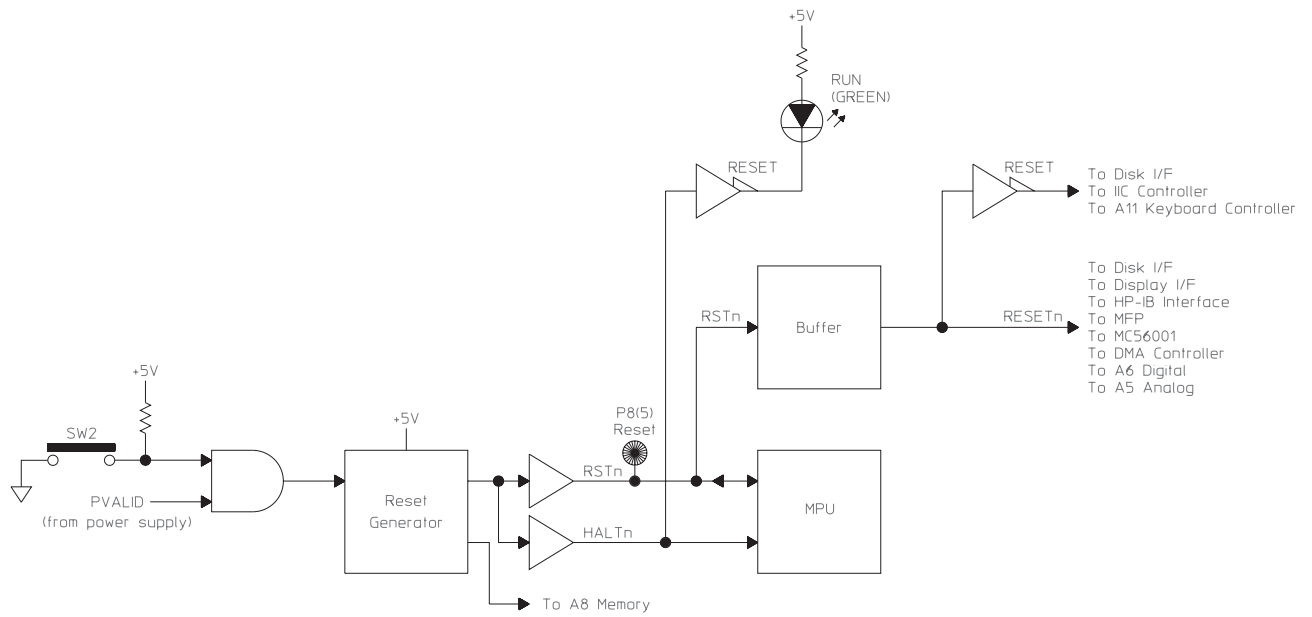 +5V
RUN
(GREEN)
RESET
RESET
To Disk I/F
To IIC Controller
To A11 Keyboard Controller
To Disk I/F
To Display I/F
To HP-IB Interface
To MFP
To MC56001
To DMA Controller
To A6 Digital
To A5 Analog
RSTn
Buffer
RESETn
+5V
SW2
PVALID
(from power supply)
+5V
Reset
Generator
P8(5)
Reset
RSTn
HALTn
MPU
To A8 Memory